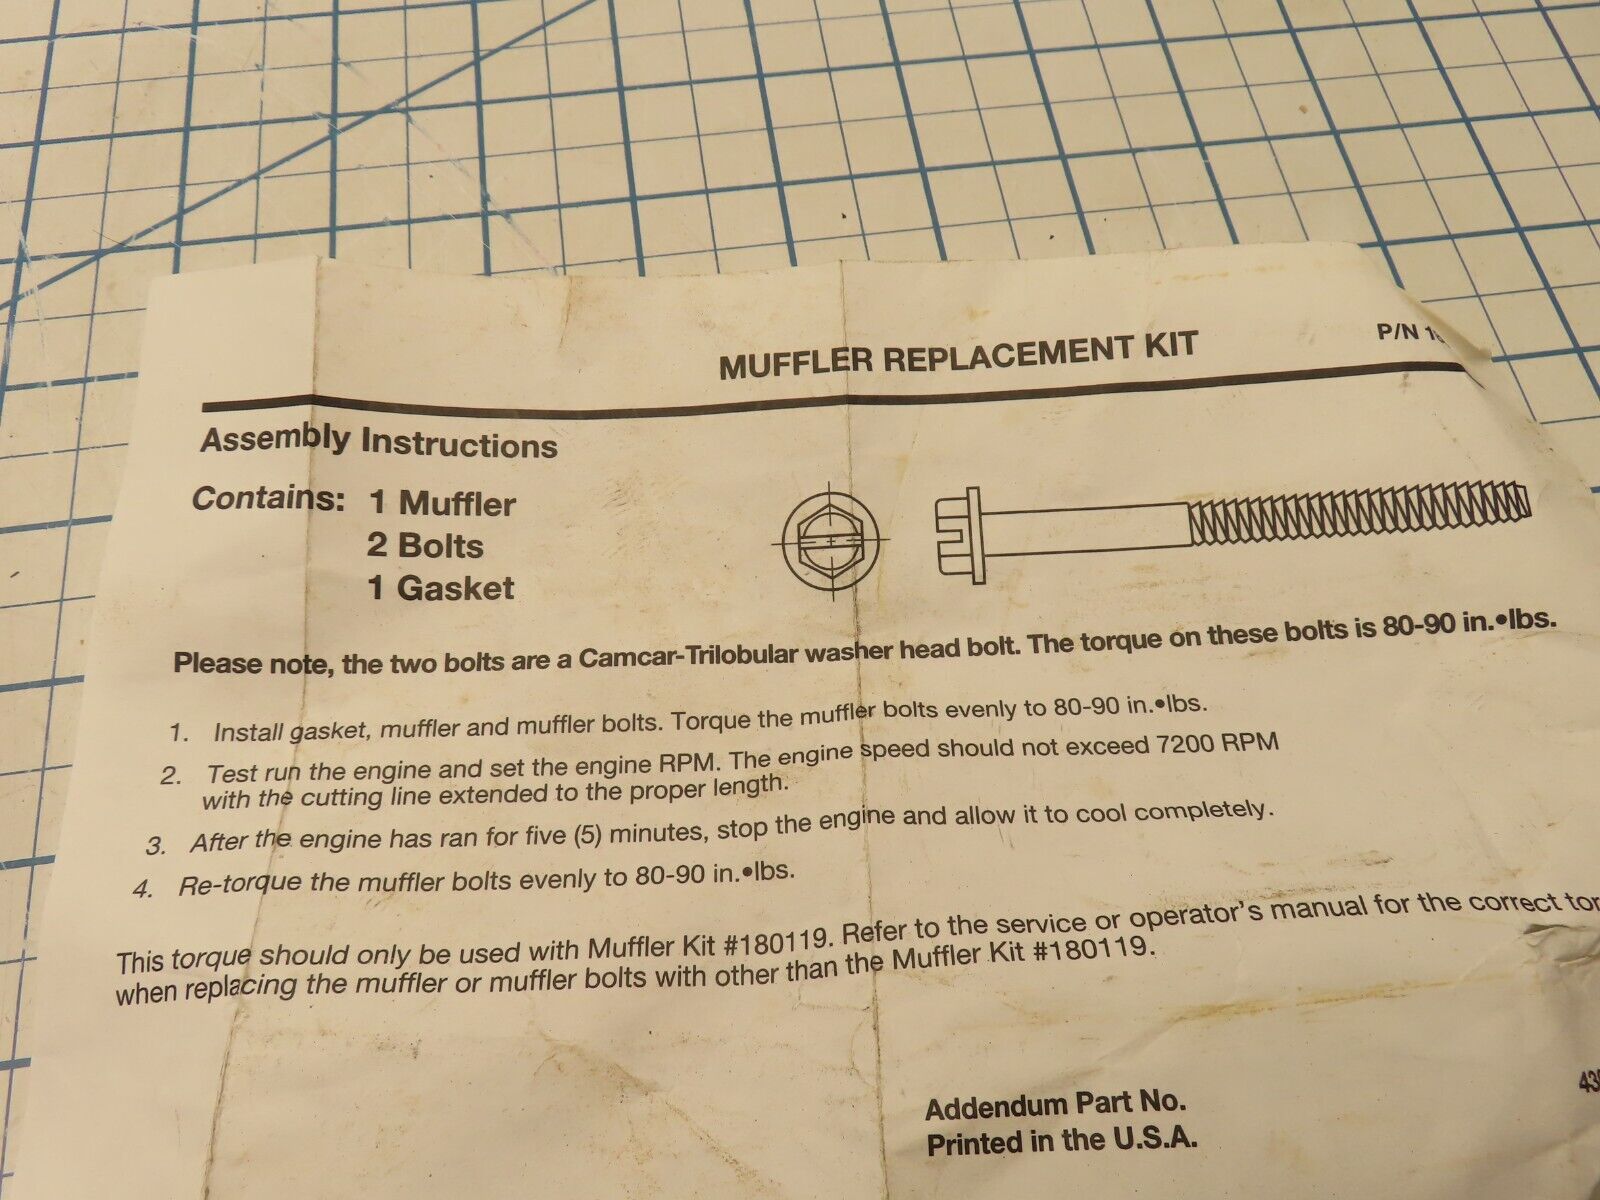 MUFFLER REPLACEMENT KIT
P/N
Assembly Instructions
Contains: 1 Muffler
2 Bolts
1 Gasket
Please note, the two bolts are a Camcar-Trilobular washer head bolt. The torque on these bolts is 80-90 in.•lbs.
1. Install gasket, muffler and muffler bolts. Torque the muffler bolts evenly to 80-90 in.•lbs.
2. Test run the engine and set the engine RPM. The engine speed should not exceed 7200 RPM
with the cutting line extended to the proper length.
3. After the engine has ran for five (5) minutes, stop the engine and allow it to cool completely.
4. Re-torque the muffler bolts evenly to 80-90 in.•lbs.
This torque should only be used with Muffler Kit #180119. Refer to the service or operator's manual for the correct
when replacing the muffler or muffler bolts with other than the Muffler Kit #180119.
Addendum Part No.
Printed in the U.S.A.